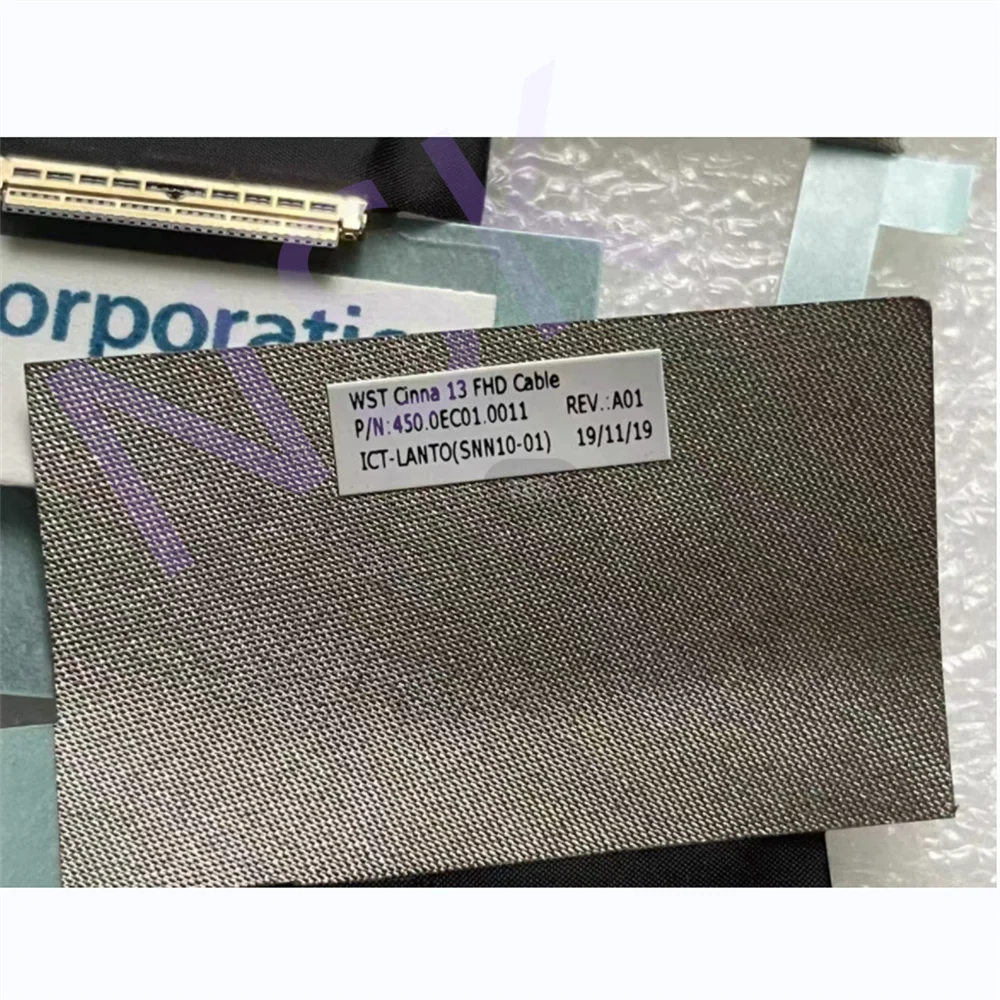 orporatio
WST Cinna 13 FHD Cable
P/N:450.0EC01.0011 REV.:A01
ICT-LANTO(SNN10-01) 19/11/19